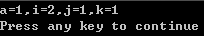 a=1,i=2,j=1,k=1
Press any key to continue